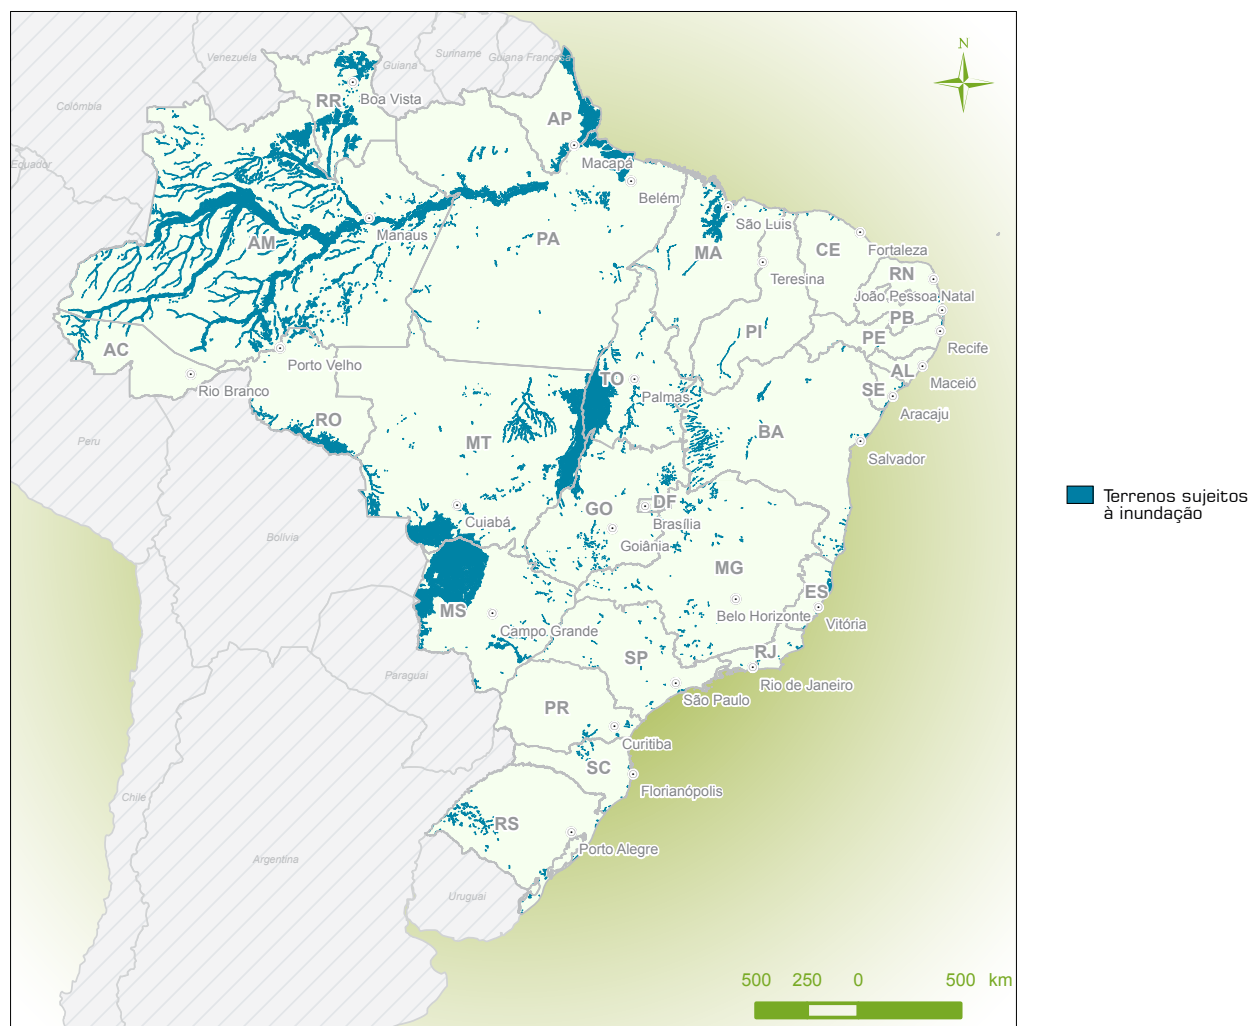 N
Venezuela
Suriname
Guiana Francesa
Guiana
Colômbia
RR
Boa Vista
AP
Equador
Macapá
Belém
São Luis
Manaus
AM
PA
MA
CE
Fortaleza
Teresina
RN
João Pessoa
Natal
PB
PI
PE
Recife
AC
Porto Velho
Rio Branco
TO
Palmas
AL
Maceió
SE
Aracaju
RO
MT
BA
Peru
Salvador
Terrenos sujeitos
à inundação
GO
DF
Cuiabá
Brasília
Goiânia
Bolívia
MG
ES
MS
Belo Horizonte
Vitória
Campo Grande
SP
RJ
Paraguai
São Paulo
Rio de Janeiro
PR
Curitiba
SC
Florianópolis
Chile
RS
Porto Alegre
Argentina
Uruguai
500 250 0 500 km